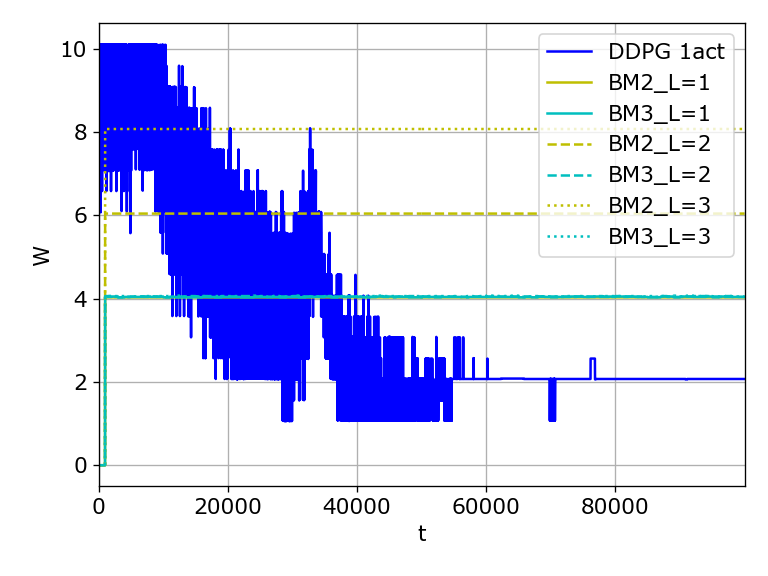 10
8
6
4
2
0
W
0
20000
40000
60000
80000
t
DDPG 1act
BM2_L=1
BM3_L=1
BM2_L=2
BM3_L=2
BM2_L=3
BM3_L=3